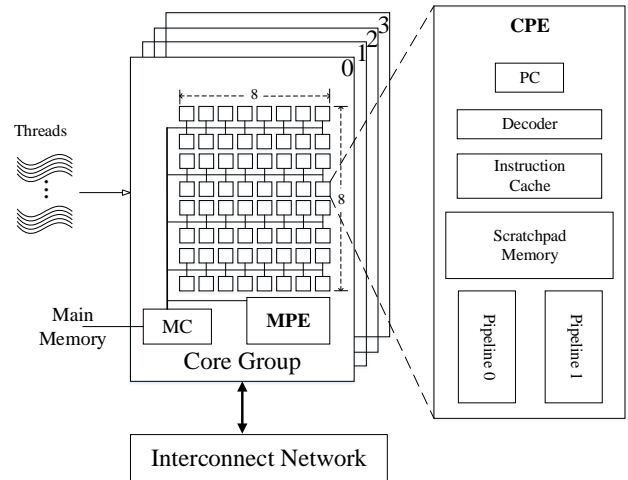 3
2
1
0
8
8
Threads
Main
Memory
MC
MPE
Core Group
Interconnect Network
CPE
PC
Decoder
Instruction
Cache
Scratchpad
Memory
Pipeline 0
Pipeline 1